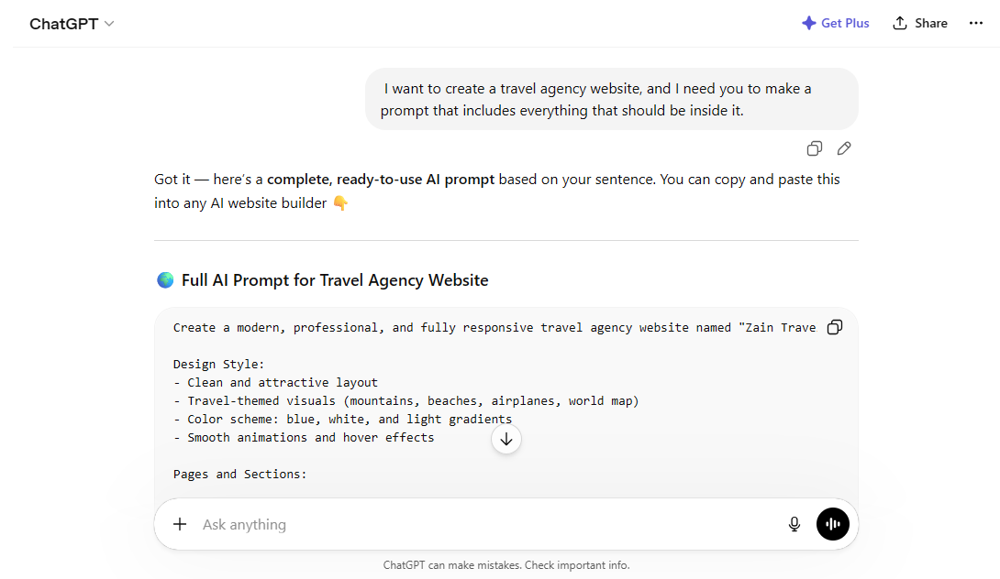 ChatGPT
Get Plus
Share
I want to create a travel agency website, and I need you to make a
prompt that includes everything that should be inside it.
Got it — here's a complete, ready-to-use AI prompt based on your sentence. You can copy and paste this
into any AI website builder 👇
🌍 Full AI Prompt for Travel Agency Website
Create a modern, professional, and fully responsive travel agency website named "Zain Trave
Design Style:
- Clean and attractive layout
- Travel-themed visuals (mountains, beaches, airplanes, world map)
- Color scheme: blue, white, and light gradients
- Smooth animations and hover effects
Pages and Sections:
Ask anything
ChatGPT can make mistakes. Check important info.